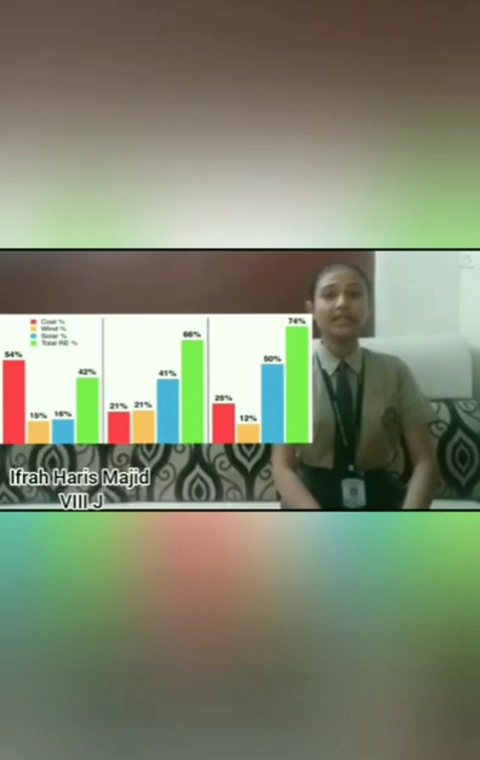 Coal %
Wind %
Solar %
Total RE %
54%
15%
16%
42%
21%
21%
41%
66%
25%
12%
50%
74%
Ifrah Haris Majid
VIII J